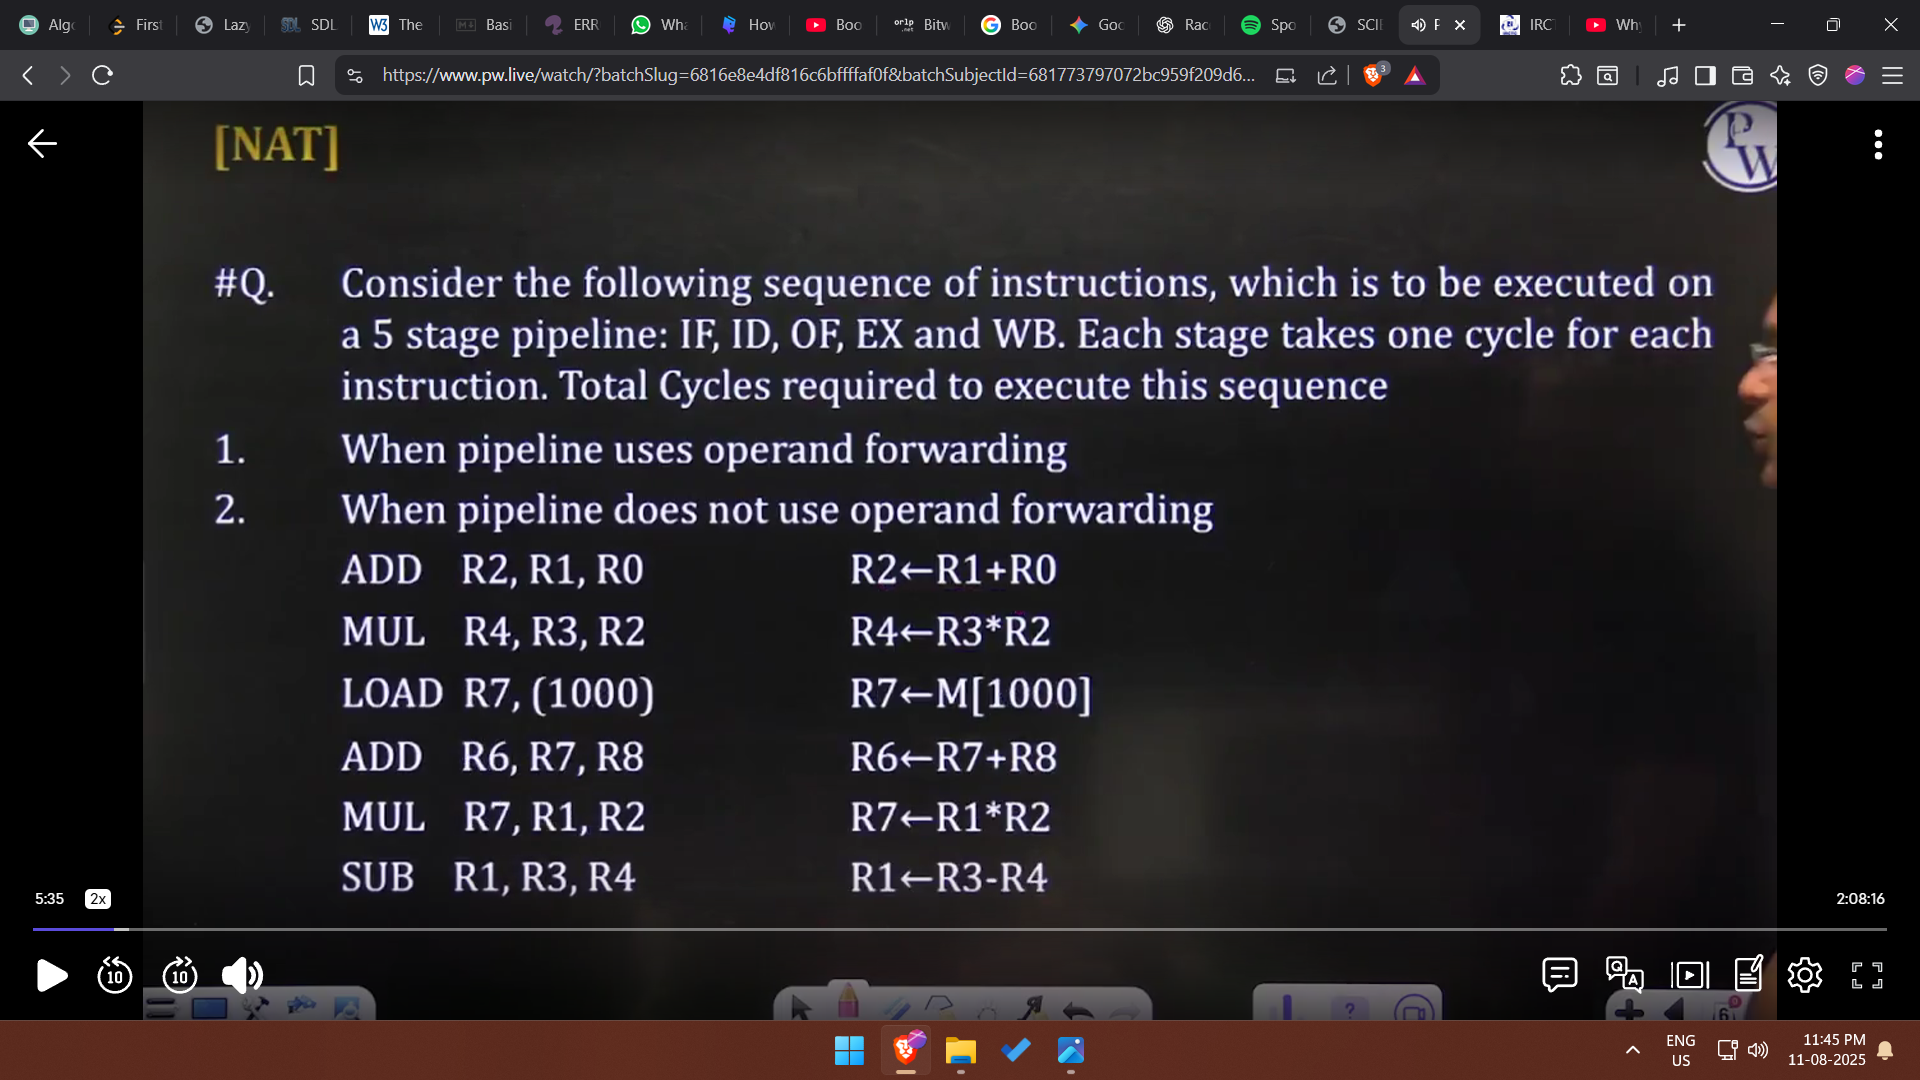 Algo
First
Lazy
SDL
The
Basi
ERR
Wha
How
Boo
Bitw
Boo
Goo
Rac
Spo
SCIE
F
IRCT
Why
https://www.pw.live/watch/?batchSlug=6816e8e4df816c6bffffaf0f&batchSubjectId=681773797072bc959f209d6...
3
[NAT]
PW
#Q. Consider the following sequence of instructions, which is to be executed on
a 5 stage pipeline: IF, ID, OF, EX and WB. Each stage takes one cycle for each
instruction. Total Cycles required to execute this sequence
1. When pipeline uses operand forwarding
2. When pipeline does not use operand forwarding
ADD R2, R1, R0 R2←R1+R0
MUL R4, R3, R2 R4←R3*R2
LOAD R7, (1000) R7←M[1000]
ADD R6, R7, R8 R6←R7+R8
MUL R7, R1, R2 R7←R1*R2
SUB R1, R3, R4 R1←R3-R4
5:35 2x 2:08:16
10 10
ENG
US
11:45 PM
11-08-2025